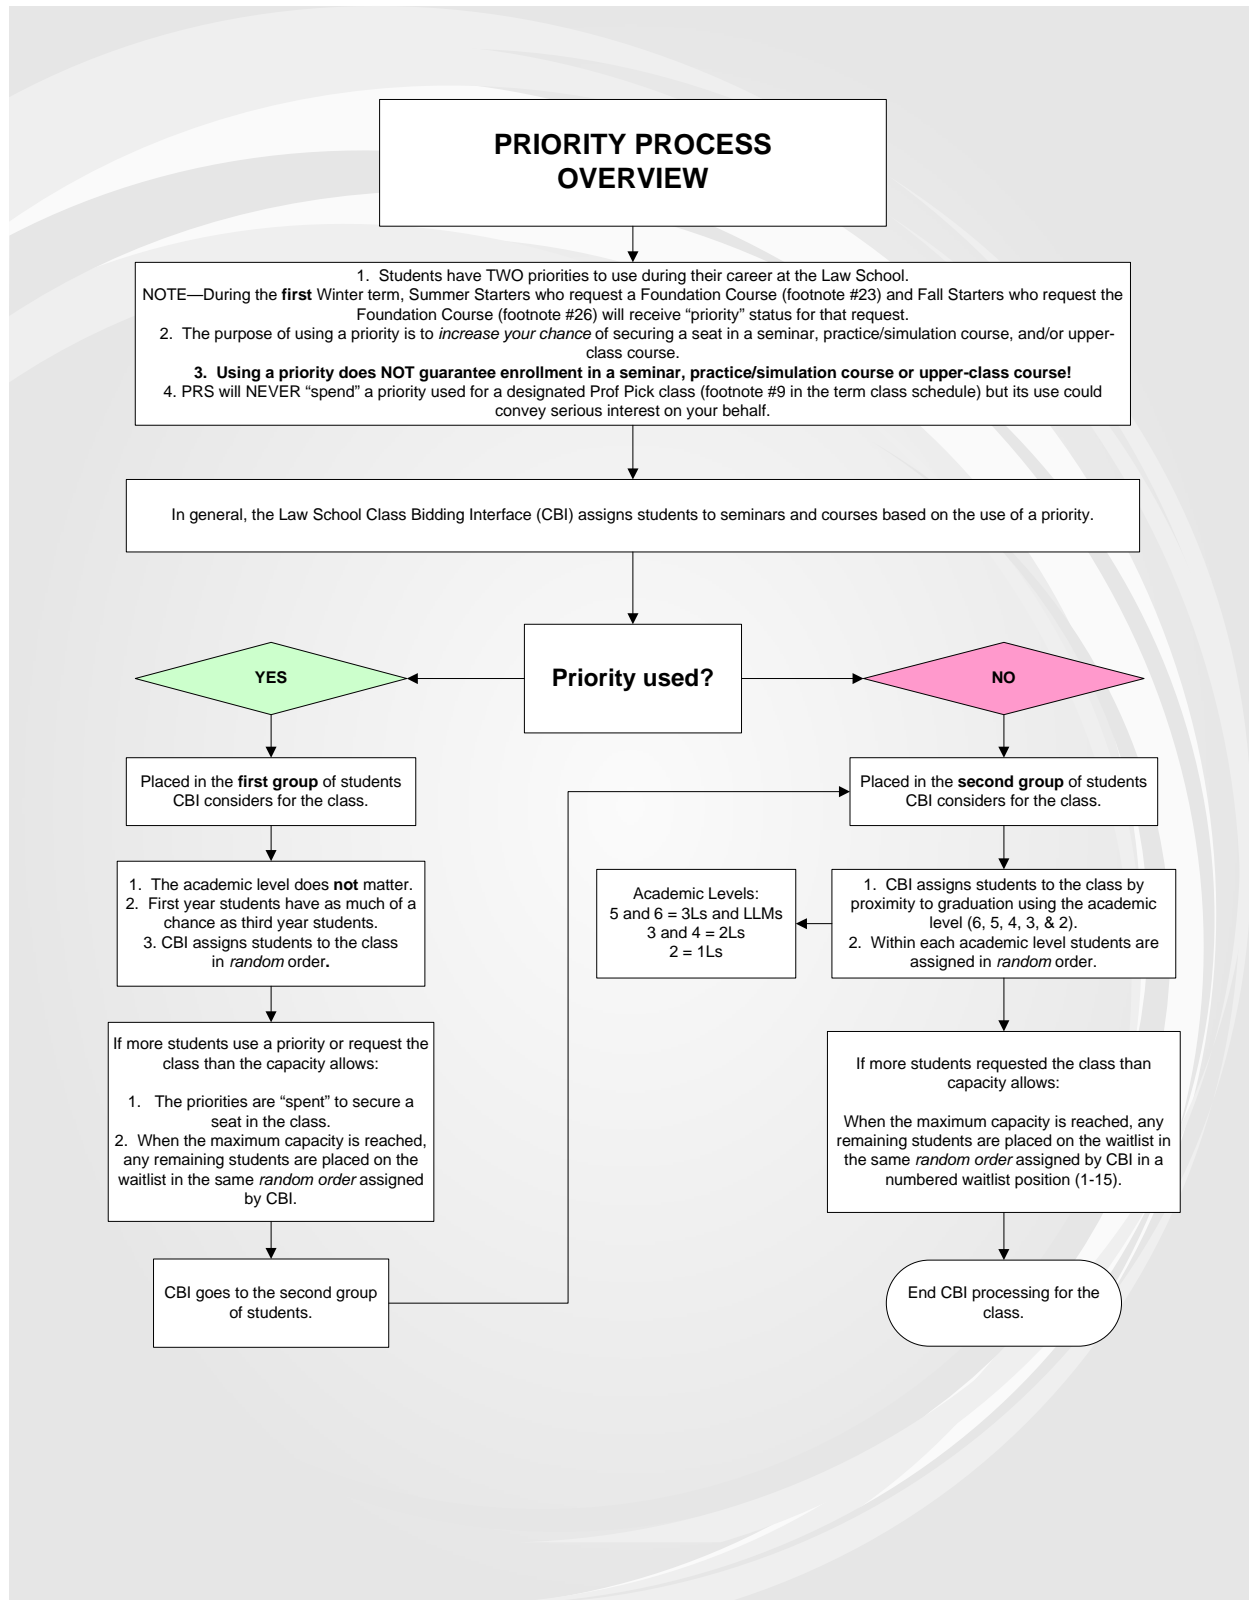 PRIORITY PROCESS
OVERVIEW
1. Students have TWO priorities to use during their career at the Law School.
NOTE—During the first Winter term, Summer Starters who request a Foundation Course (footnote #23) and Fall Starters who request the
Foundation Course (footnote #26) will receive “priority” status for that request.
2. The purpose of using a priority is to increase your chance of securing a seat in a seminar, practice/simulation course, and/or upper-
class course.
3. Using a priority does NOT guarantee enrollment in a seminar, practice/simulation course or upper-class course!
4. PRS will NEVER “spend” a priority used for a designated Prof Pick class (footnote #9 in the term class schedule) but its use could
convey serious interest on your behalf.
In general, the Law School Class Bidding Interface (CBI) assigns students to seminars and courses based on the use of a priority.
Priority used?
YES
NO
Placed in the first group of students
CBI considers for the class.
1. The academic level does not matter.
2. First year students have as much of a
chance as third year students.
3. CBI assigns students to the class
in random order.
If more students use a priority or request the
class than the capacity allows:
1. The priorities are “spent” to secure a
seat in the class.
2. When the maximum capacity is reached,
any remaining students are placed on the
waitlist in the same random order assigned
by CBI.
CBI goes to the second group
of students.
Placed in the second group of students
CBI considers for the class.
1. CBI assigns students to the class by
proximity to graduation using the academic
level (6, 5, 4, 3, & 2).
2. Within each academic level students are
assigned in random order.
Academic Levels:
5 and 6 = 3Ls and LLMs
3 and 4 = 2Ls
2 = 1Ls
If more students requested the class than
capacity allows:
When the maximum capacity is reached, any
remaining students are placed on the waitlist in
the same random order assigned by CBI in a
numbered waitlist position (1-15).
End CBI processing for the
class.